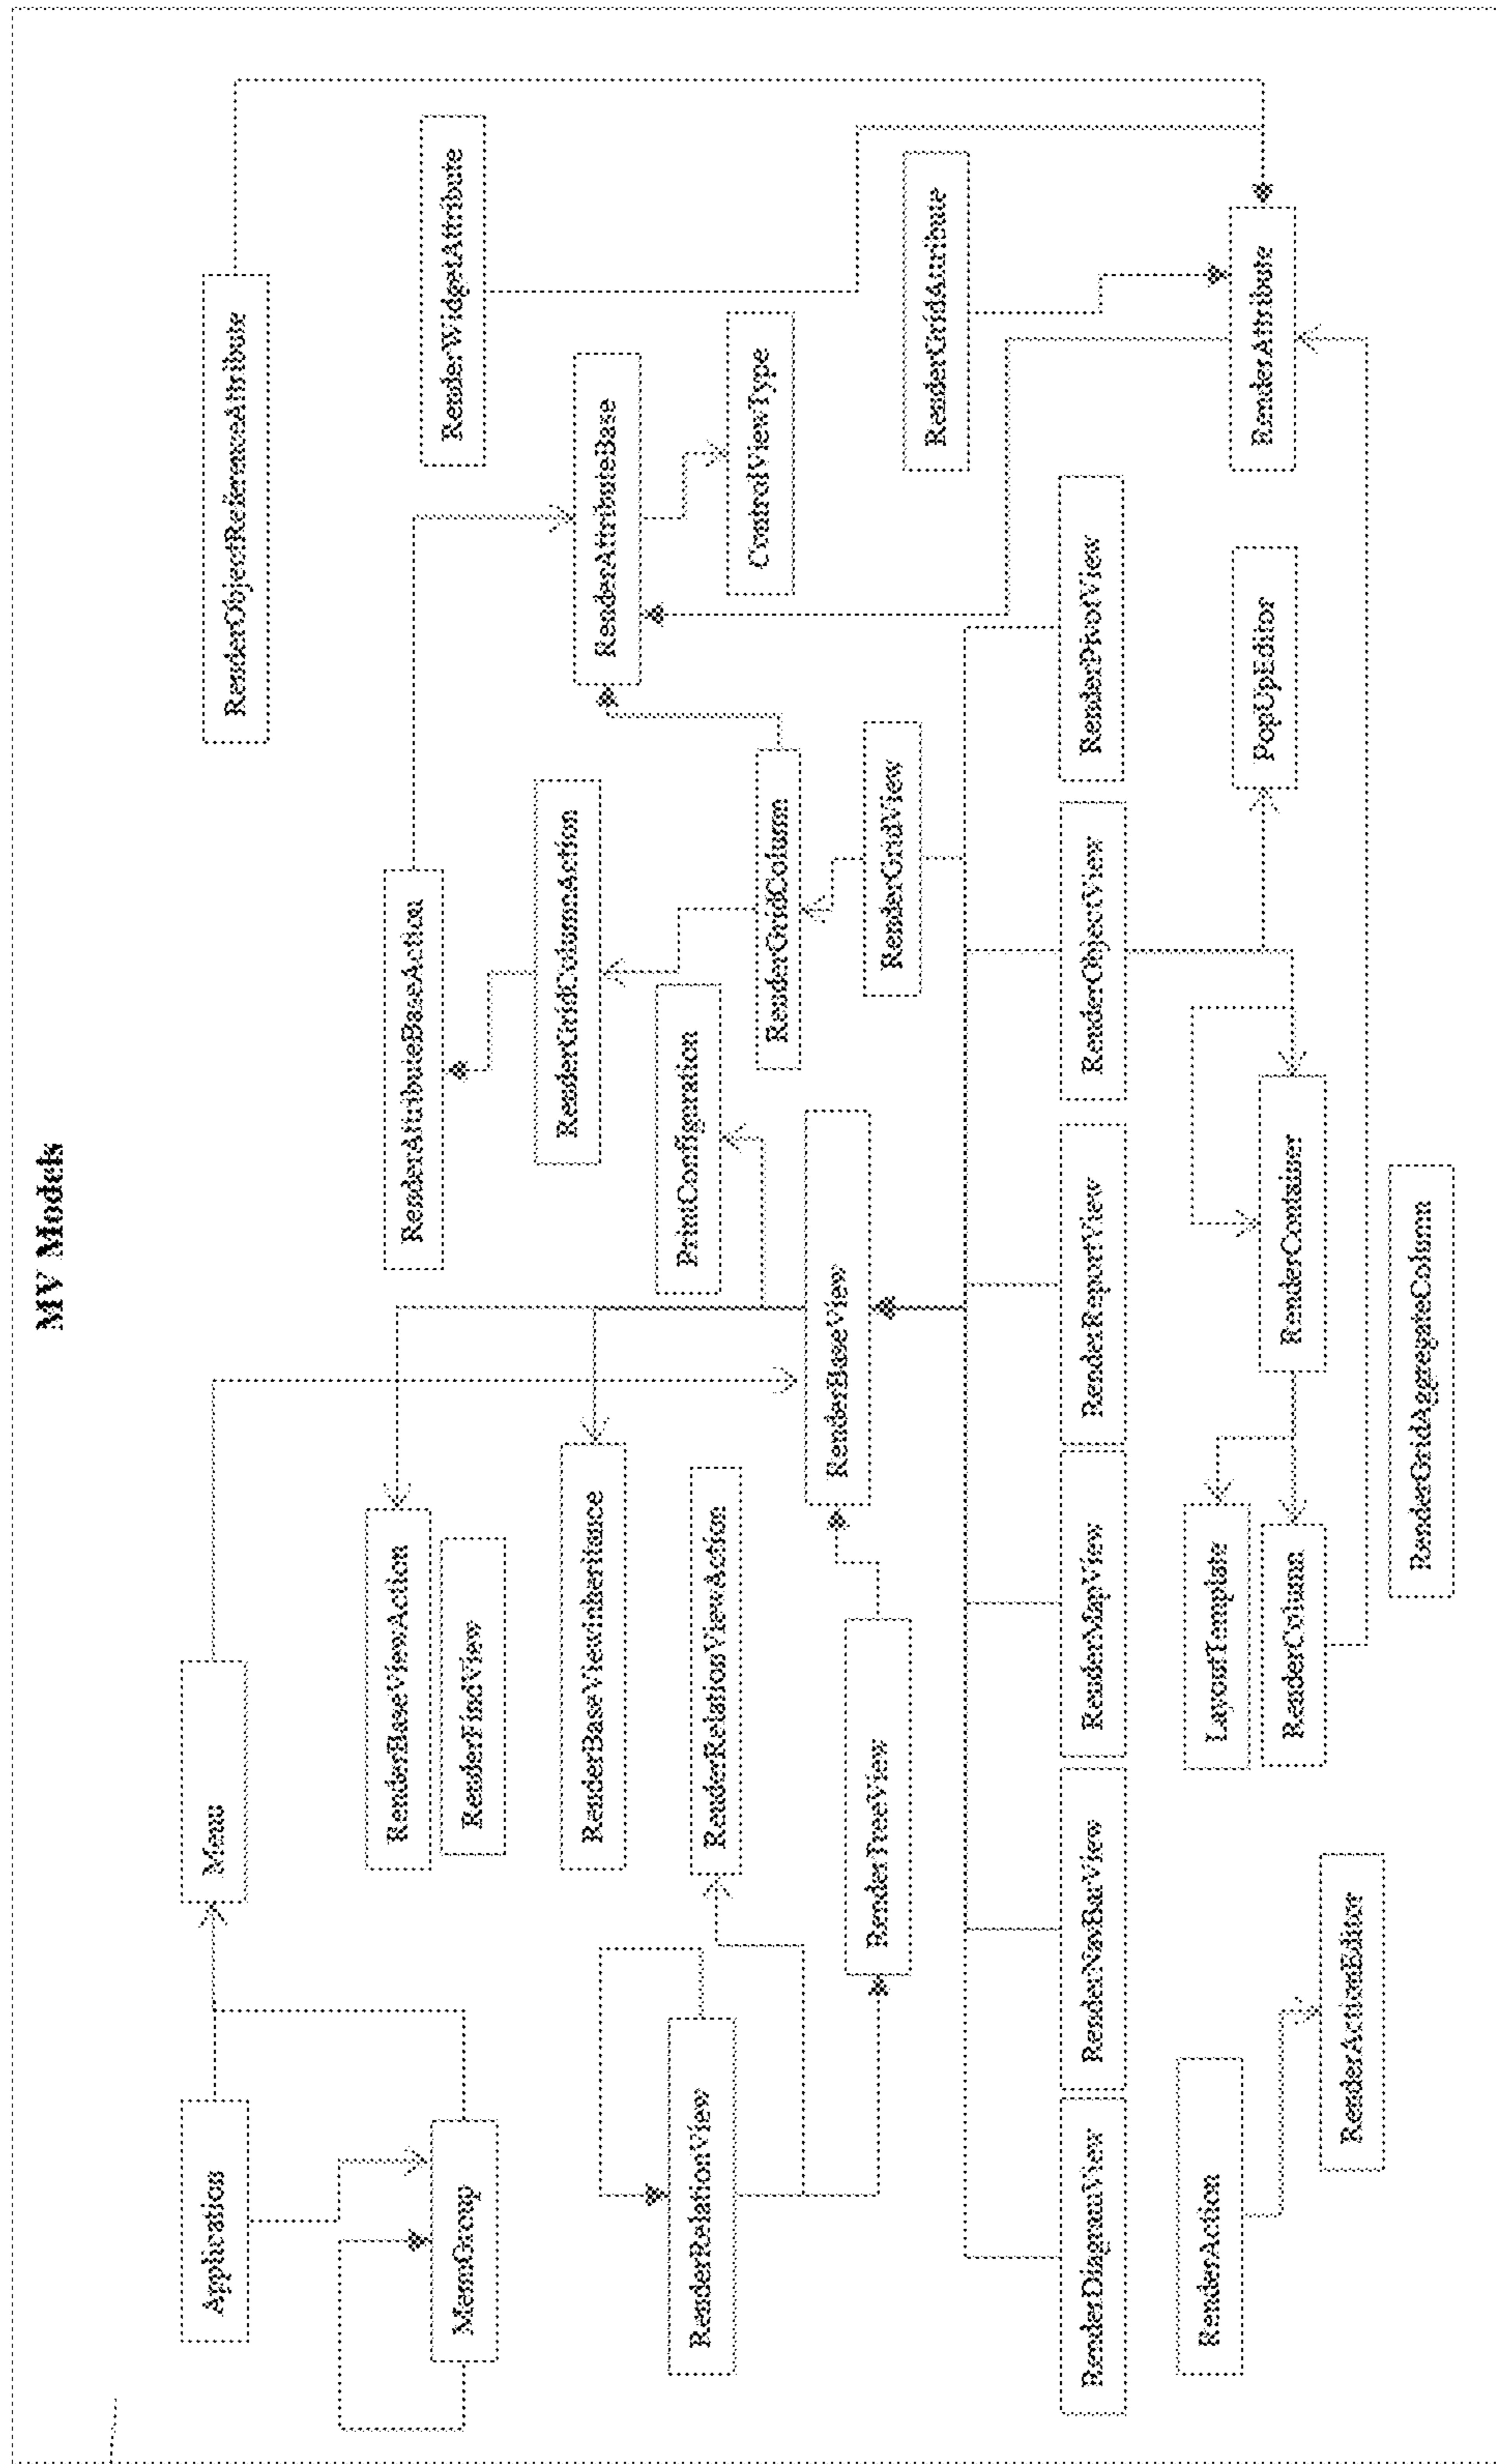 MV Models
Application
Menu
RenderObjectReferenceAttribute
RenderBaseViewAction
RenderAttributeBaseAction
RenderWidgetAttribute
MenuGroup
RenderFindView
RenderBaseViewInheritance
RenderGridColumnAction
RenderAttributeBase
RenderRelationView
RenderRelationViewAction
PrintConfiguration
RenderGridColumn
ControlViewType
RenderTreeView
RenderBaseView
RenderGridView
RenderGridAttribute
RenderDiagramView
RenderNavBarView
RenderMapView
RenderReportView
RenderObjectView
RenderPivotView
RenderAction
LayoutTemplate
RenderColumn
RenderContainer
PopUpEditor
RenderAttribute
RenderActionEditor
RenderGridAggregateColumn